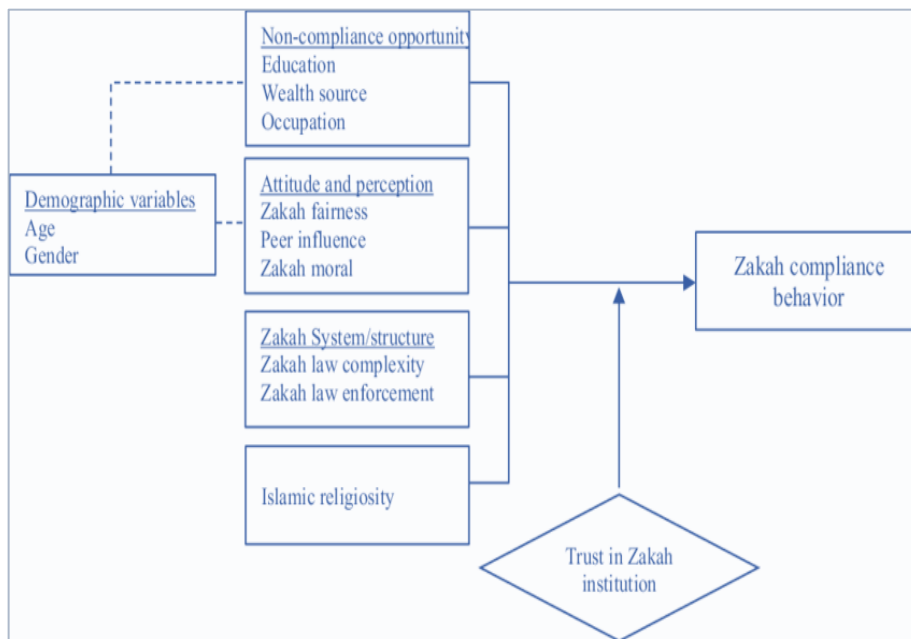 Non-compliance opportunity
Education
Wealth source
Occupation
Demographic variables
Age
Gender
Attitude and perception
Zakah fairness
Peer influence
Zakah moral
Zakah System/structure
Zakah law complexity
Zakah law enforcement
Islamic religiosity
Zakah compliance
behavior
Trust in Zakah
institution